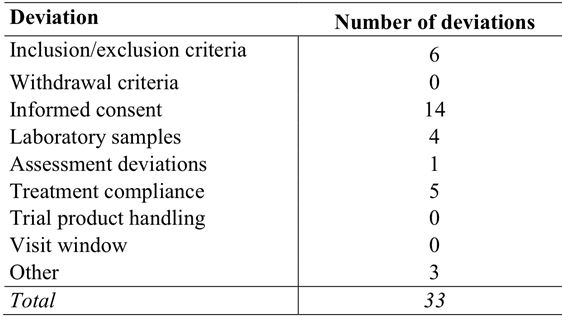 Deviation Number of deviations
Inclusion/exclusion criteria 6
Withdrawal criteria 0
Informed consent 14
Laboratory samples 4
Assessment deviations 1
Treatment compliance 5
Trial product handling 0
Visit window 0
Other 3
Total 33